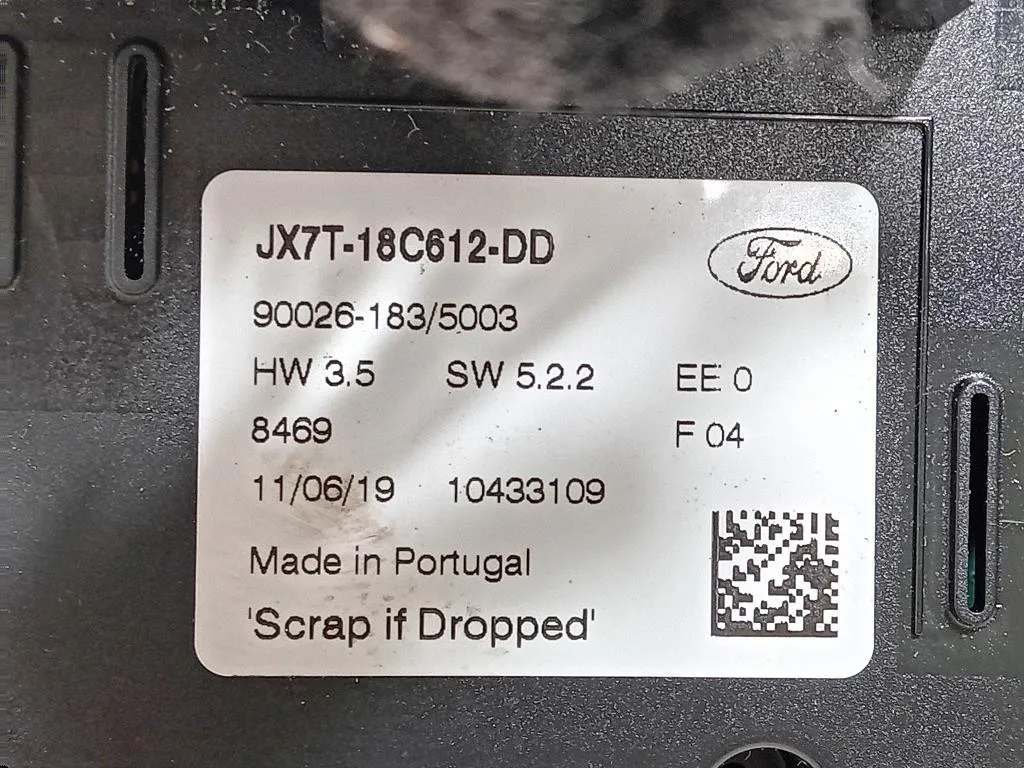 JX7T-18C612-DD
Ford
90026-183/5003
HW 3.5 SW 5.2.2 EE 0
8469 F 04
11/06/19 10433109
Made in Portugal
'Scrap if Dropped'